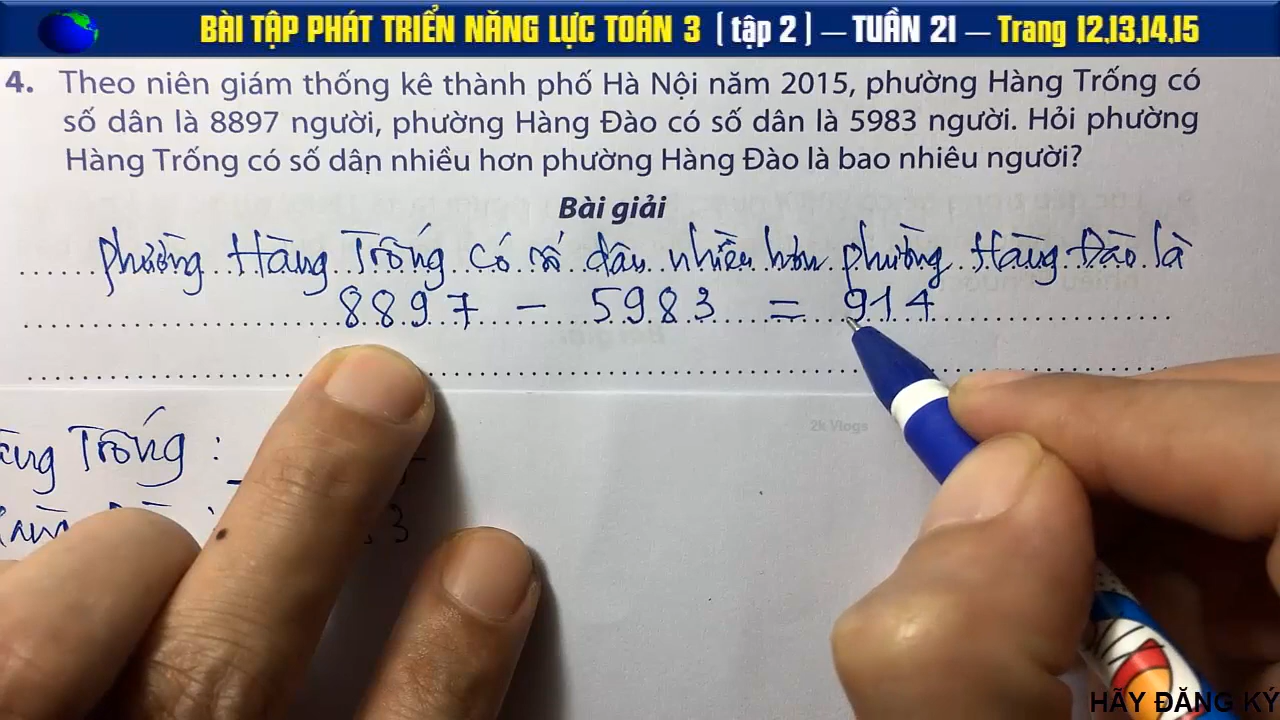 BÀI TẬP PHÁT TRIỂN NĂNG LỰC TOÁN 3 ( tập 2 ) – TUẦN 21 – Trang 12,13,14,15
4. Theo niên giám thống kê thành phố Hà Nội năm 2015, phường Hàng Trống có
số dân là 8897 người, phường Hàng Đào có số dân là 5983 người. Hỏi phường
Hàng Trống có số dân nhiều hơn phường Hàng Đào là bao nhiêu người?
Bài giải
Phường Hàng Trống có số dân nhiều hơn phường Hàng Đào là
8897 – 5983 = 914
2k Vlogs
Trống :
3
HÃY ĐĂNG KÝ